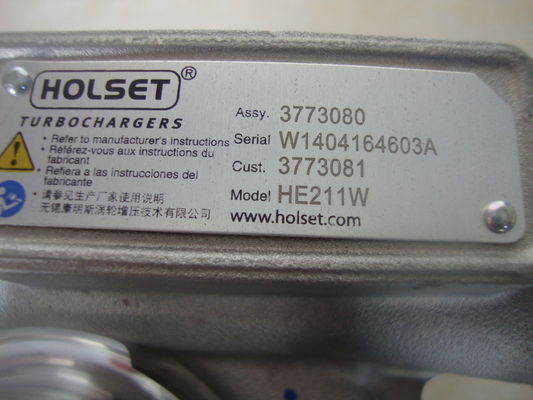 HOLSET®
TURBOCHARGERS
• Refer to manufacturer's instructions
• Référez-vous aux instructions du
fabricant
• Refiera a las instrucciones del
fabricante
• 请参见生产厂家使用说明
无锡康明斯涡轮增压技术有限公司
Assy. 3773080
Serial W1404164603A
Cust. 3773081
Model HE211W
www.holset.com